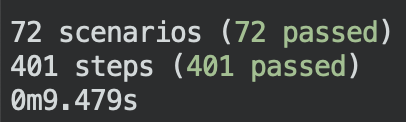 72 scenarios (72 passed)
401 steps (401 passed)
0m9.479s